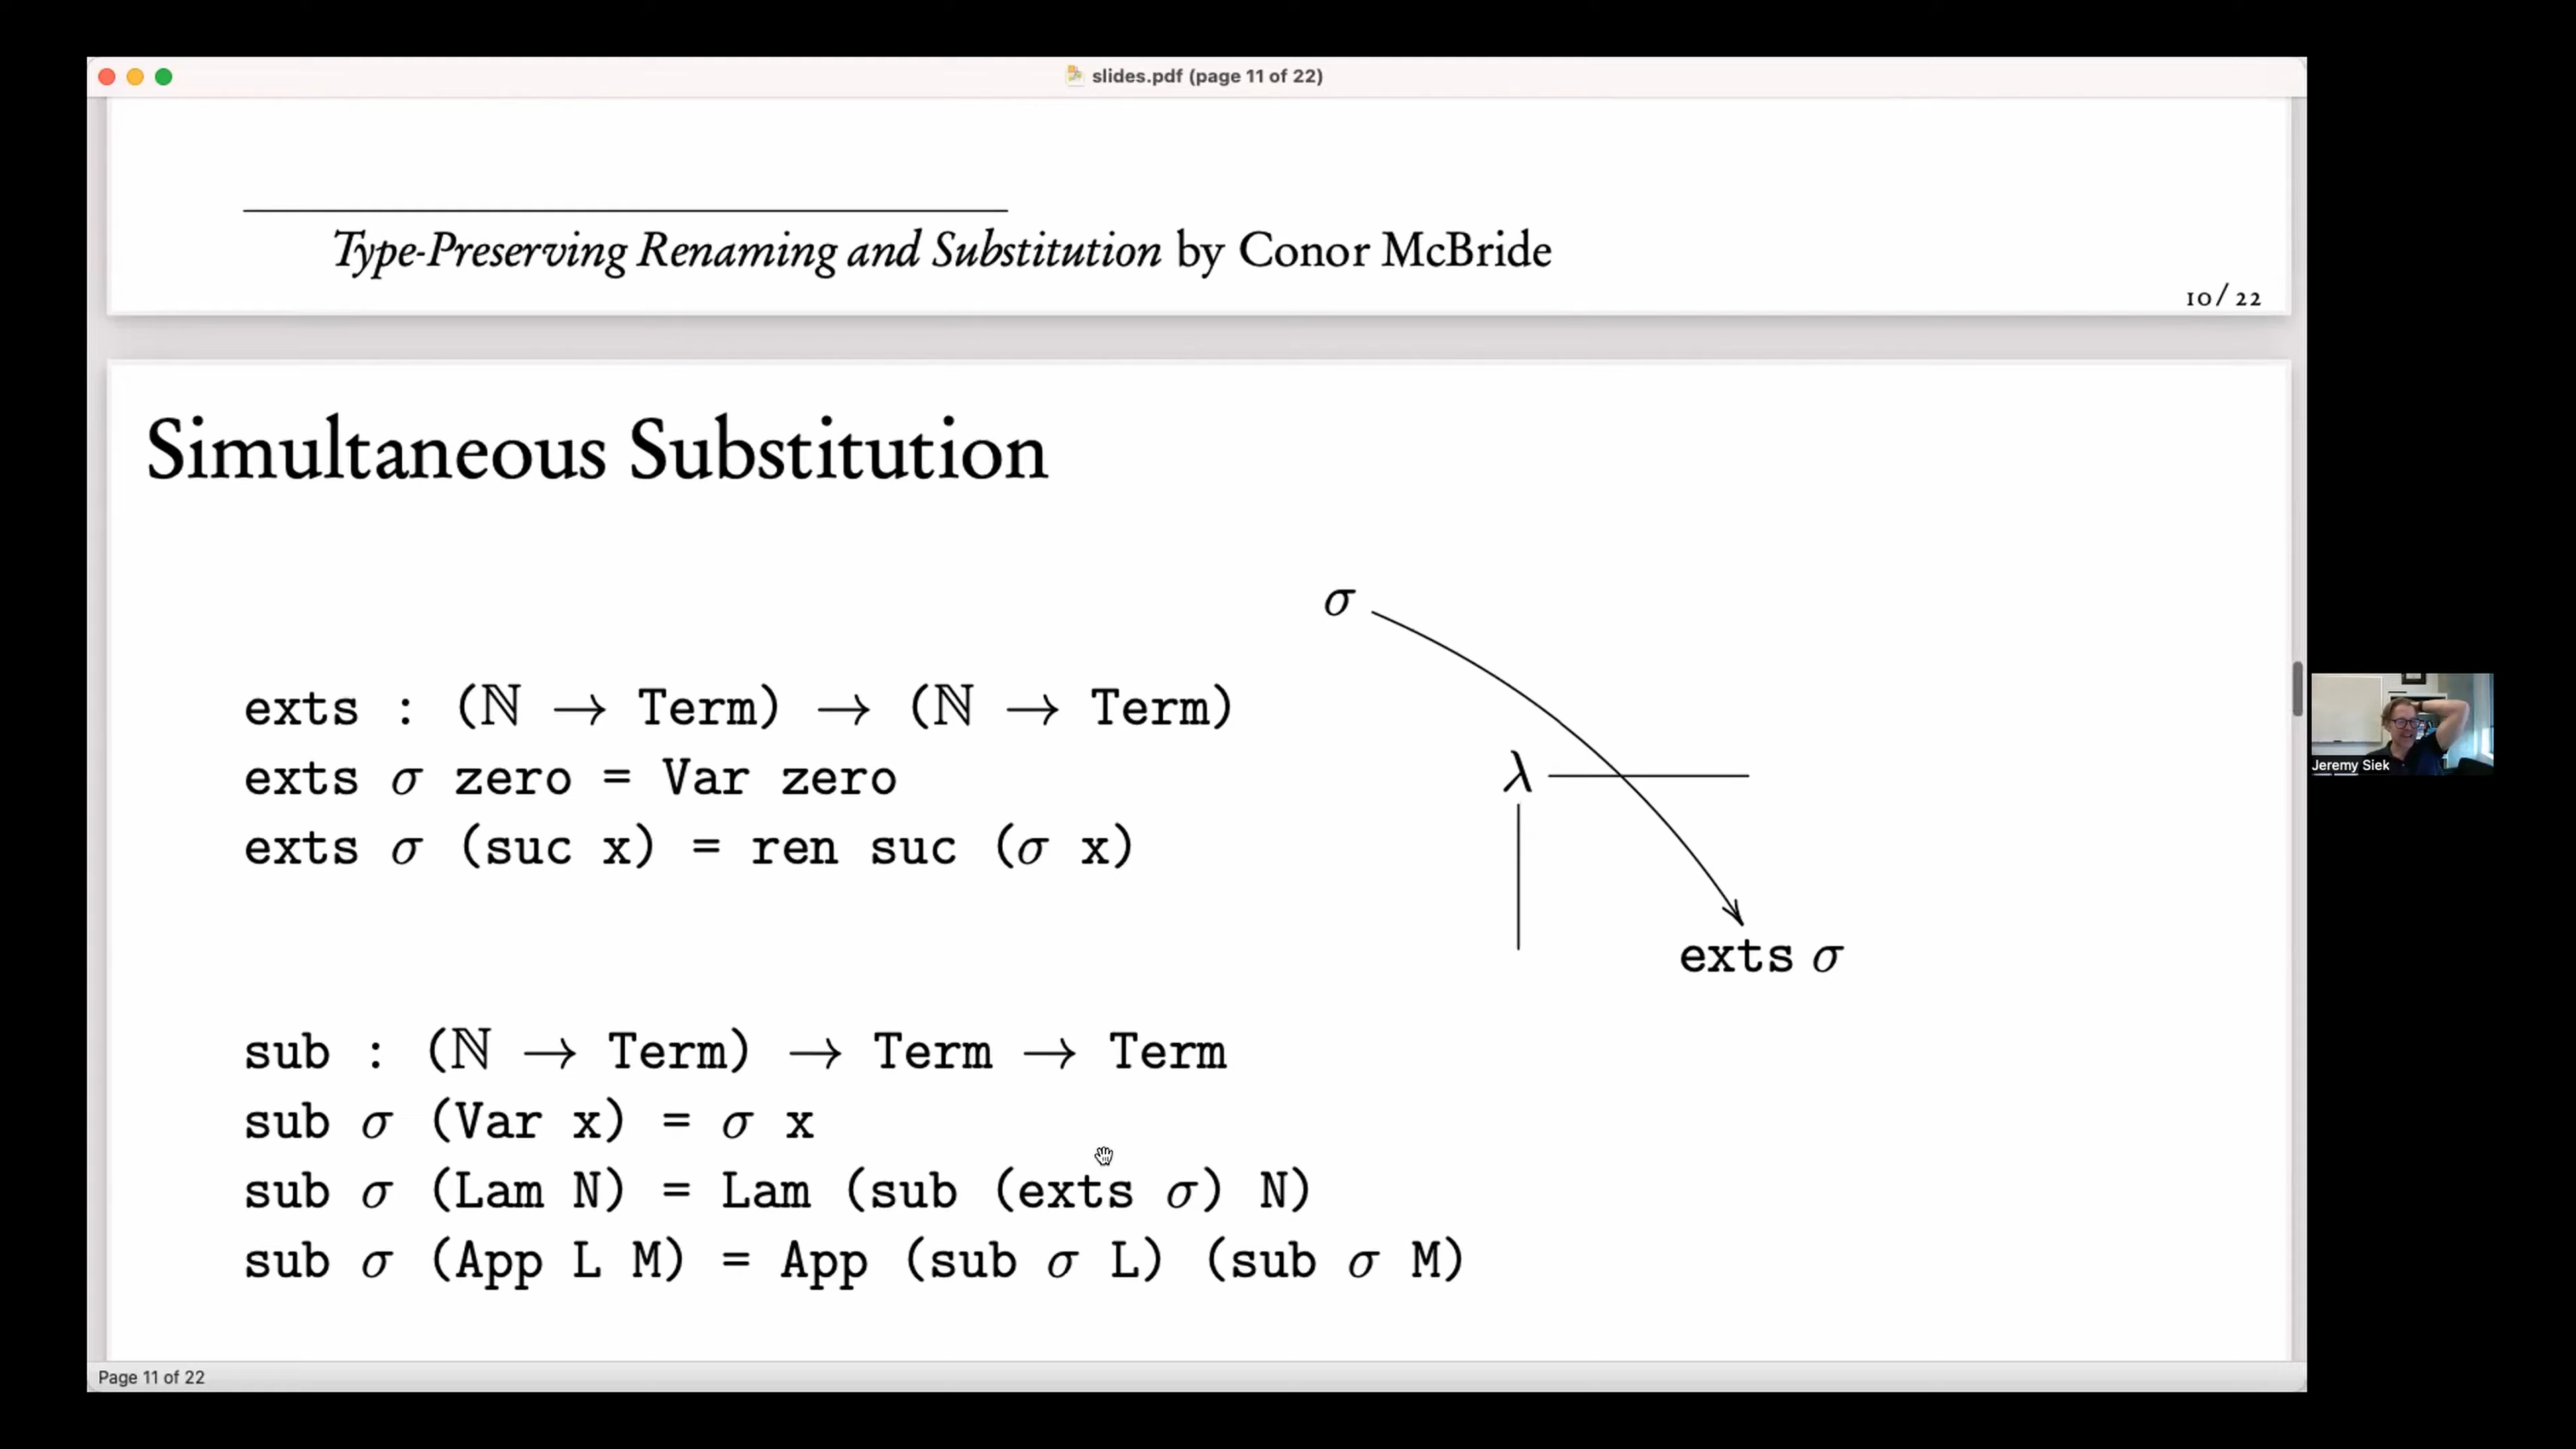 slides.pdf (page 11 of 22)
Type-Preserving Renaming and Substitution by Conor McBride
10 / 22
Simultaneous Substitution
exts : (ℕ → Term) → (ℕ → Term)
exts σ zero = Var zero
exts σ (suc x) = ren suc (σ x)
σ
λ
exts σ
sub : (ℕ → Term) → Term → Term
sub σ (Var x) = σ x
sub σ (Lam N) = Lam (sub (exts σ) N)
sub σ (App L M) = App (sub σ L) (sub σ M)
Jeremy Siek
Page 11 of 22